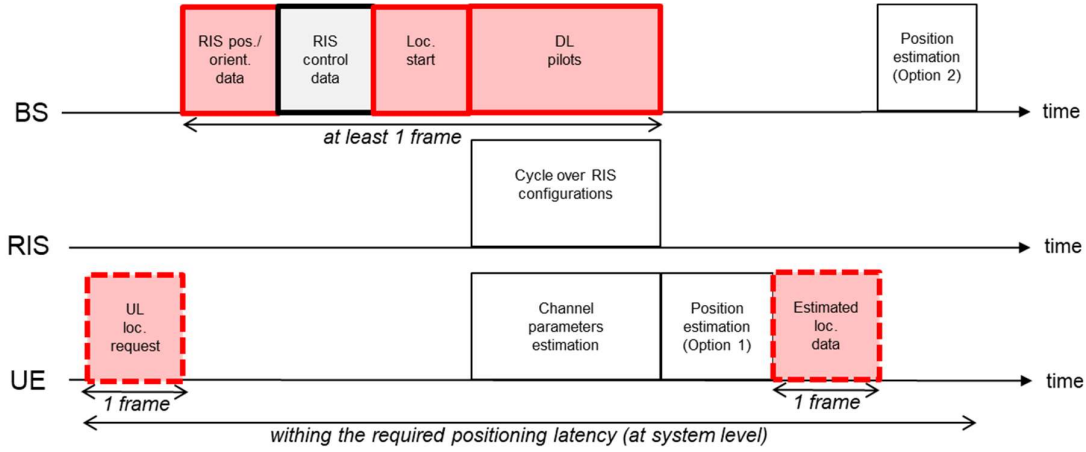 RIS pos./
orient.
data
RIS
control
data
Loc.
start
DL
pilots
Position
estimation
(Option 2)
BS
time
at least 1 frame
Cycle over RIS
configurations
RIS
time
UL
loc.
request
Channel
parameters
estimation
Position
estimation
(Option 1)
Estimated
loc.
data
UE
time
1 frame
1 frame
withing the required positioning latency (at system level)